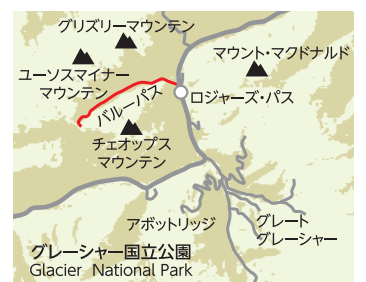 グリズリーマウンテン
ユーソスマイナー
マウンテン
マウント・マクドナルド
バルーパス
ロジャーズ・パス
チェオップス
マウンテン
アボットリッジ
グレート
グレーシャー
グレーシャー国立公園
Glacier National Park